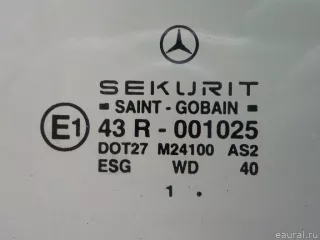 SEKURIT
SAINT-GOBAIN
E1 43 R - 001025
DOT27 M24100 AS2
ESG WD 40
1 .
eaural.ru